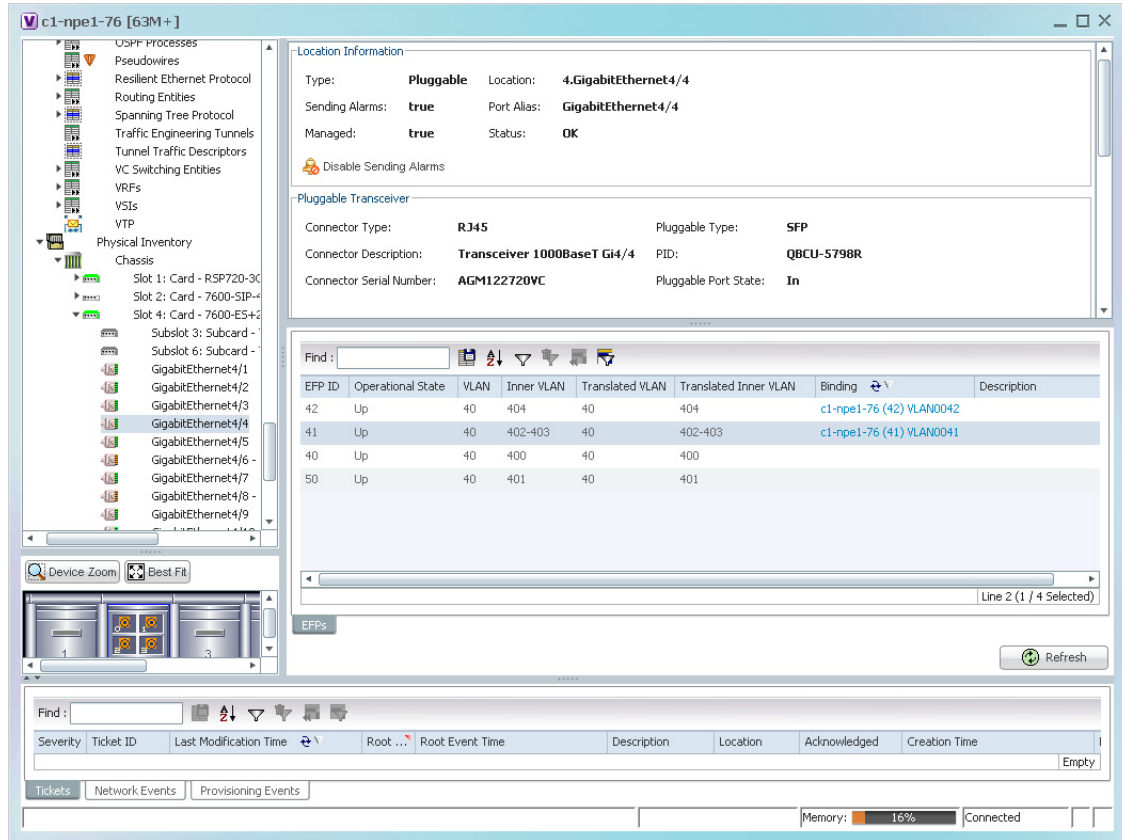 c1-npe1-76 [63M+]
OSPF Processes
Pseudowires
Resilient Ethernet Protocol
Routing Entities
Spanning Tree Protocol
Traffic Engineering Tunnels
Tunnel Traffic Descriptors
VC Switching Entities
VRFs
VSIs
VTP
Physical Inventory
Chassis
Slot 1: Card - RSP720-3C
Slot 2: Card - 7600-SIP-4
Slot 4: Card - 7600-ES+2
Subslot 3: Subcard -
Subslot 6: Subcard -
GigabitEthernet4/1
GigabitEthernet4/2
GigabitEthernet4/3
GigabitEthernet4/4
GigabitEthernet4/5
GigabitEthernet4/6 -
GigabitEthernet4/7
GigabitEthernet4/8 -
GigabitEthernet4/9
Device Zoom Best Fit
1 3
Location Information
Type: Pluggable Location: 4.GigabitEthernet4/4
Sending Alarms: true Port Alias: GigabitEthernet4/4
Managed: true Status: OK
Disable Sending Alarms
Pluggable Transceiver
Connector Type: RJ45 Pluggable Type: SFP
Connector Description: Transceiver 1000BaseT Gi4/4 PID: QBCU-5798R
Connector Serial Number: AGM122720VC Pluggable Port State: In
Find :
EFP ID Operational State VLAN Inner VLAN Translated VLAN Translated Inner VLAN Binding Description
42 Up 40 404 40 404 c1-npe1-76 (42) VLAN0042
41 Up 40 402-403 40 402-403 c1-npe1-76 (41) VLAN0041
40 Up 40 400 40 400
50 Up 40 401 40 401
Line 2 (1 / 4 Selected)
EFPs
Refresh
Find :
Severity Ticket ID Last Modification Time Root ... Root Event Time Description Location Acknowledged Creation Time
Empty
Tickets Network Events Provisioning Events
Memory: 16% Connected